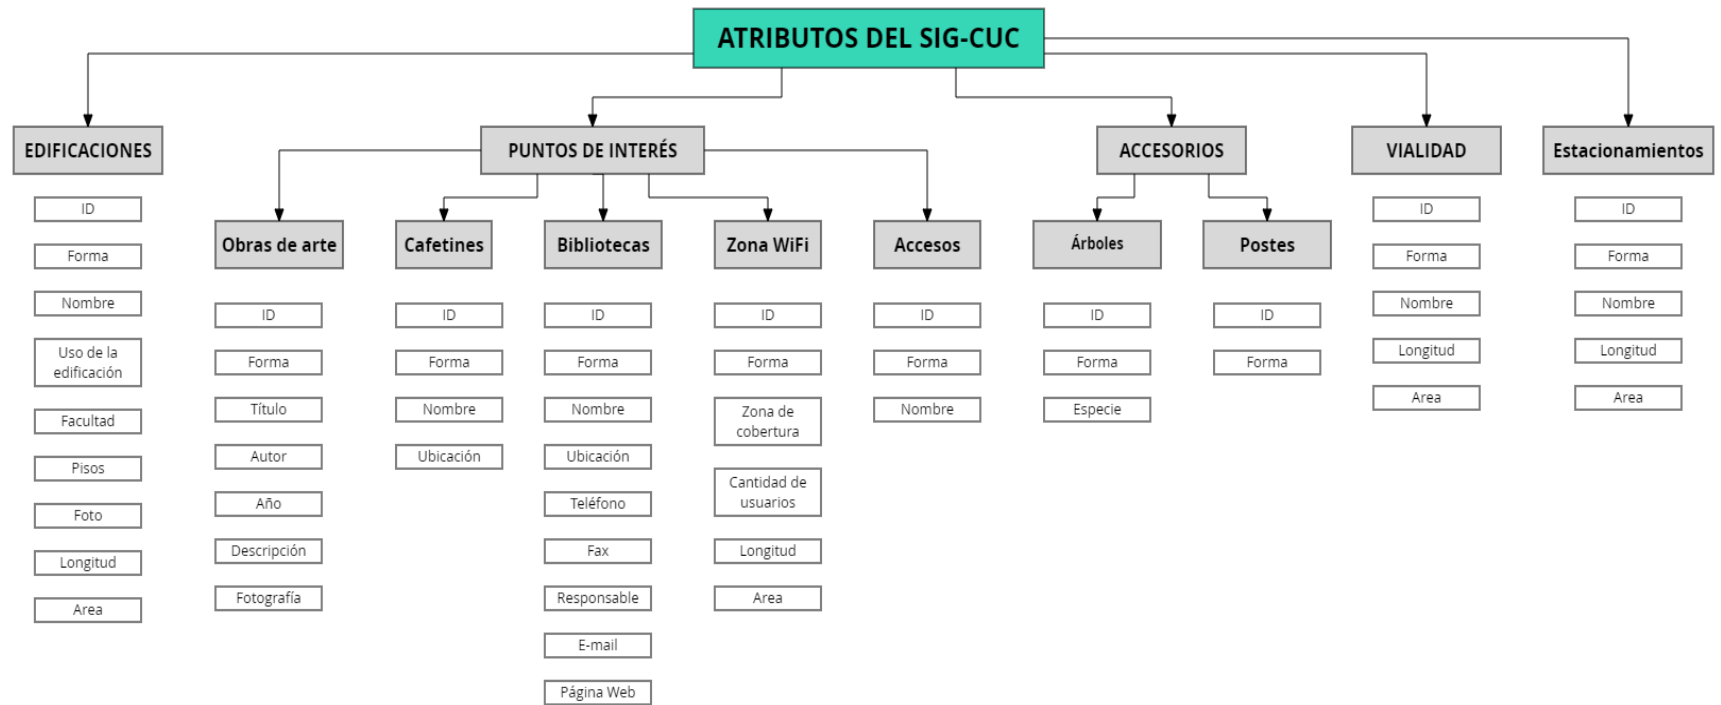 ATRIBUTOS DEL SIG-CUC
EDIFICACIONES
ID
Forma
Nombre
Uso de la
edificación
Facultad
Pisos
Foto
Longitud
Area
PUNTOS DE INTERÉS
Obras de arte
ID
Forma
Título
Autor
Año
Descripción
Fotografía
Cafetines
ID
Forma
Nombre
Ubicación
Bibliotecas
ID
Forma
Nombre
Ubicación
Teléfono
Fax
Responsable
E-mail
Página Web
Zona WiFi
ID
Forma
Zona de
cobertura
Cantidad de
usuarios
Longitud
Area
Accesos
ID
Forma
Nombre
ACCESORIOS
Árboles
ID
Forma
Especie
Postes
ID
Forma
VIALIDAD
ID
Forma
Nombre
Longitud
Area
Estacionamientos
ID
Forma
Nombre
Longitud
Area